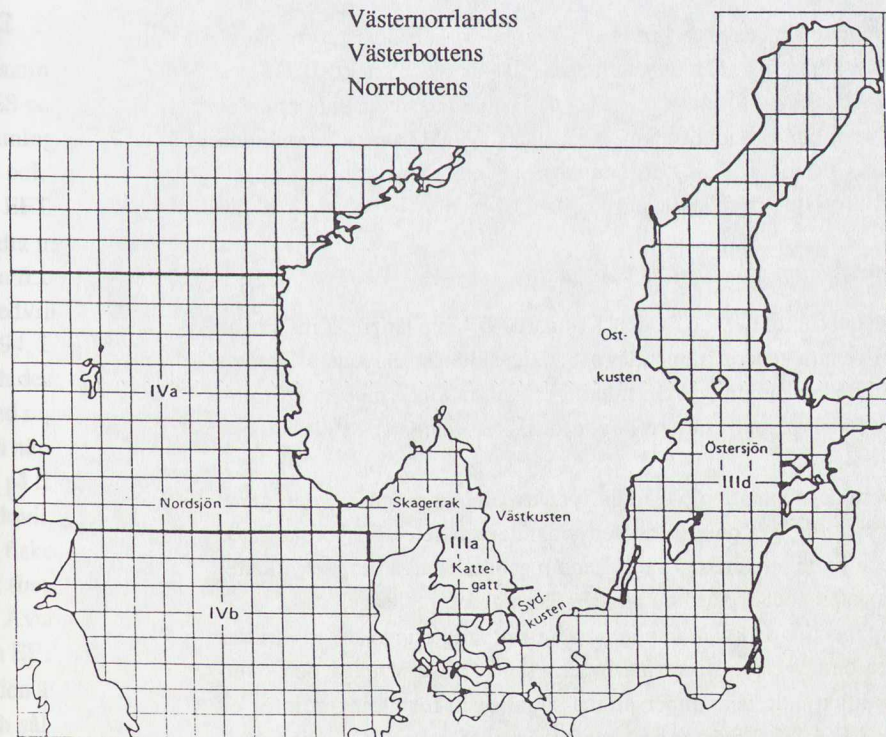 Västernorrlandss
Västerbottens
Norrbottens
Ost-
kusten
IVa
Östersjön
IIId
Nordsjön
Skagerrak
Västkusten
IIIa
Katte-
gatt
Syd-
kusten
IVb